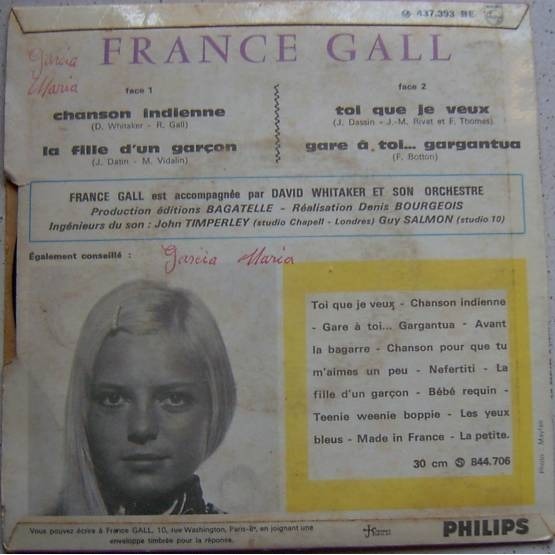 437.393 BE
FRANCE GALL
Garcia
Maria
face 1
chanson indienne
(D. Whitaker - R. Gall)
la fille d'un garçon
(J. Datin - M. Vidalin)
face 2
toi que je veux
(J. Dassin - J.-M. Rivat et F. Thomas)
gare à toi... gargantua
(F. Botton)
FRANCE GALL est accompagnée par DAVID WHITAKER ET SON ORCHESTRE
Production éditions BAGATELLE - Réalisation Denis BOURGEOIS
Ingénieurs du son : John TIMPERLEY (studio Chapell - Londres) Guy SALMON (studio 10)
Également conseillé :
Garcia Maria
Toi que je veux - Chanson indienne
- Gare à toi... Gargantua - Avant
la bagarre - Chanson pour que tu
m'aimes un peu - Nefertiti - La
fille d'un garçon - Bébé requin -
Teenie weenie boppie - Les yeux
bleus - Made in France - La petite.
30 cm S 844.706
Photo : Mayfair
Vous pouvez écrire à France GALL, 10, rue Washington, Paris-8e, en joignant une
enveloppe timbrée pour la réponse.
PHILIPS